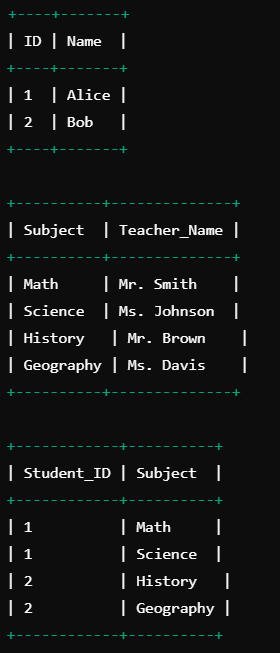 +----+-------+
| ID | Name  |
+----+-------+
| 1  | Alice |
| 2  | Bob   |
+----+-------+

+----------+--------------+
| Subject  | Teacher_Name |
+----------+--------------+
| Math     | Mr. Smith    |
| Science  | Ms. Johnson  |
| History   | Mr. Brown    |
| Geography | Ms. Davis    |
+----------+--------------+

+------------+----------+
| Student_ID | Subject  |
+------------+----------+
| 1          | Math     |
| 1          | Science  |
| 2          | History   |
| 2          | Geography |
+------------+----------+